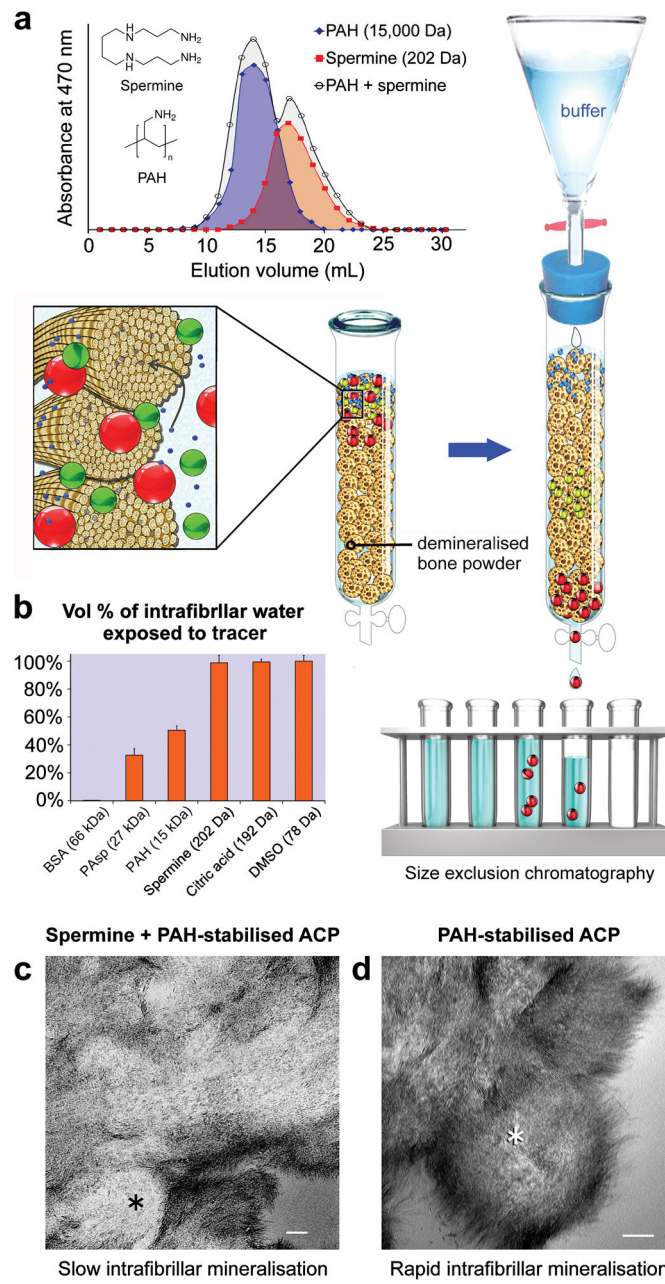 a
NH2
N
H
H
N
NH2
Spermine
NH2
n
PAH
PAH (15,000 Da)
Spermine (202 Da)
PAH + spermine
Absorbance at 470 nm
0 5 10 15 20 25 30
Elution volume (mL)
buffer
demineralised
bone powder
b
Vol % of intrafibrllar water
exposed to tracer
100%
80%
60%
40%
20%
0%
BSA (66 kDa)
PAsp (27 kDa)
PAH (15 kDa)
Spermine (202 Da)
Citric acid (192 Da)
DMSO (78 Da)
Size exclusion chromatography
Spermine + PAH-stabilised ACP
PAH-stabilised ACP
c
*
d
*
Slow intrafibrillar mineralisation
Rapid intrafibrillar mineralisation